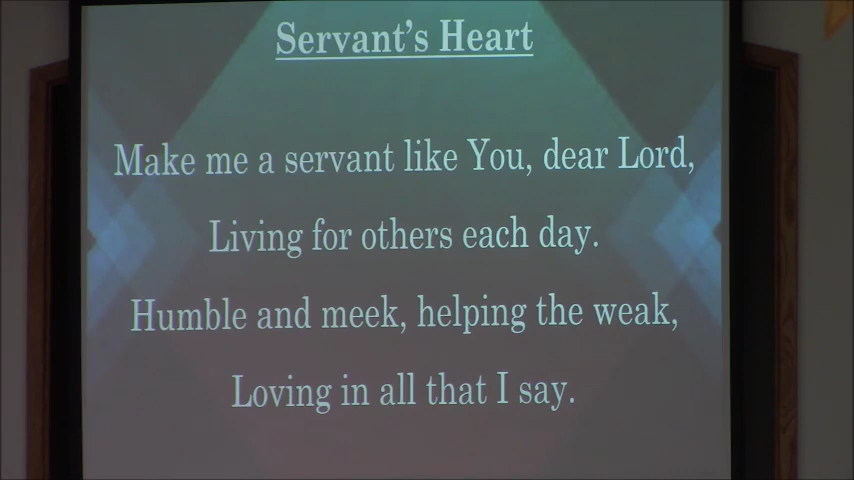 Servant's Heart
Make me a servant like You, dear Lord,
Living for others each day.
Humble and meek, helping the weak,
Loving in all that I say.